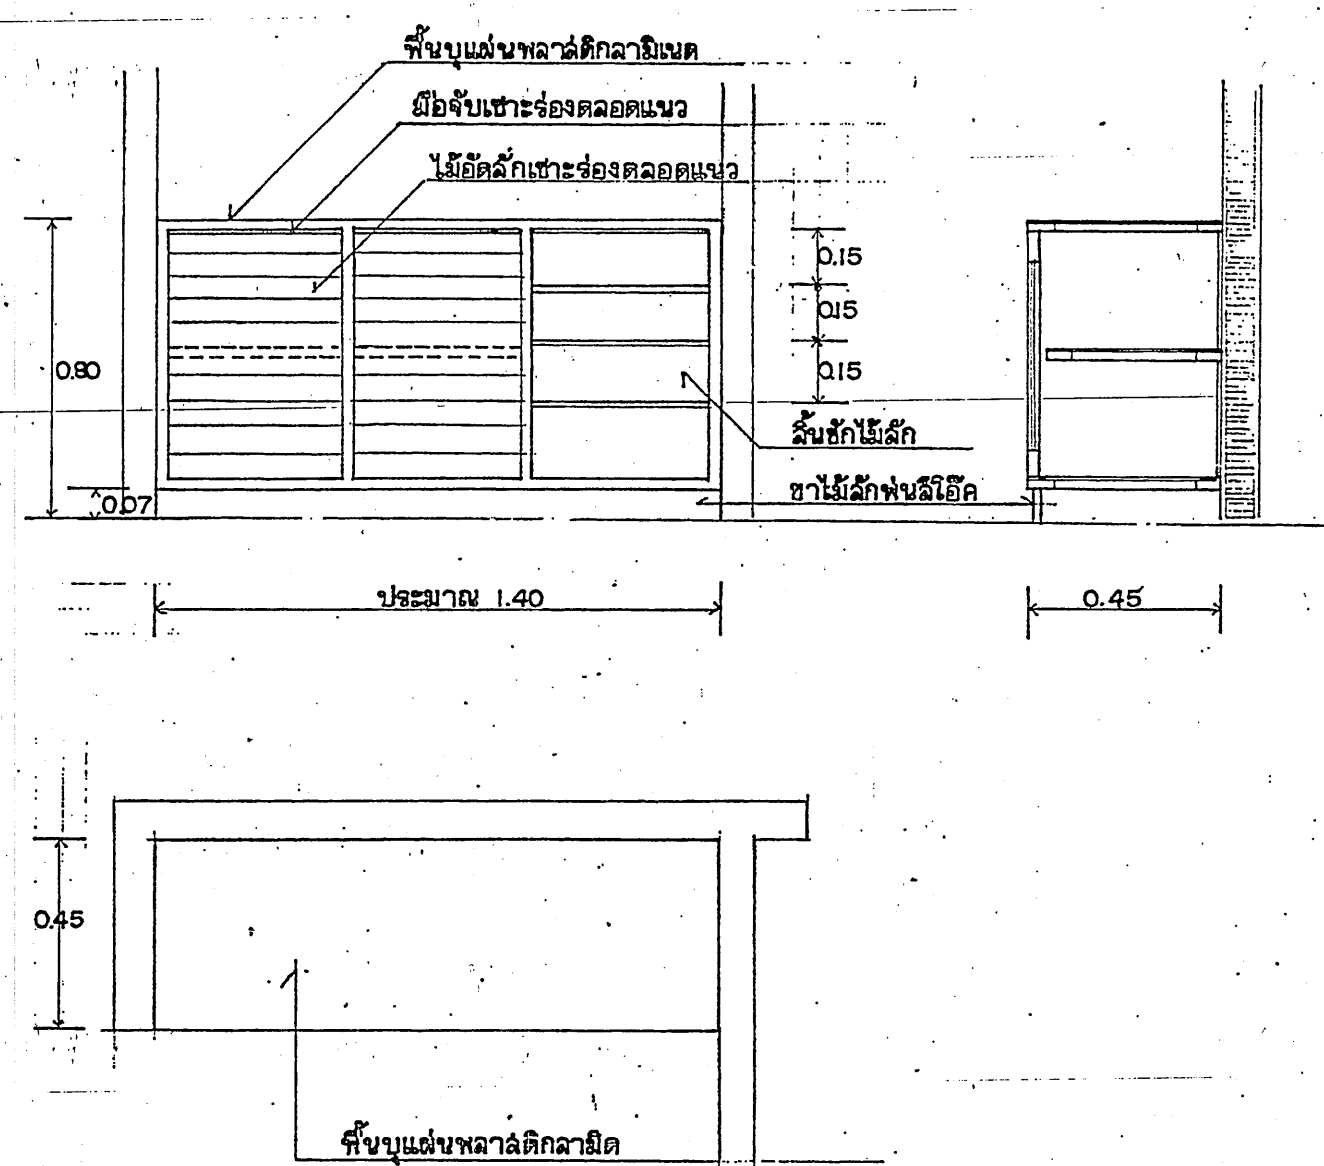 พื้นบุแผ่นพลาสติกลามิเนต
มือจับเซาะร่องตลอดแนว
ไม้อัดสักเซาะร่องตลอดแนว
0.15
0.15
0.80
0.15
ลิ้นชักไม้สัก
ขาไม้สักพ่นสีโอ๊ค
0.07
ประมาณ 1.40
0.45
0.45
พื้นบุแผ่นพลาสติกลามิต